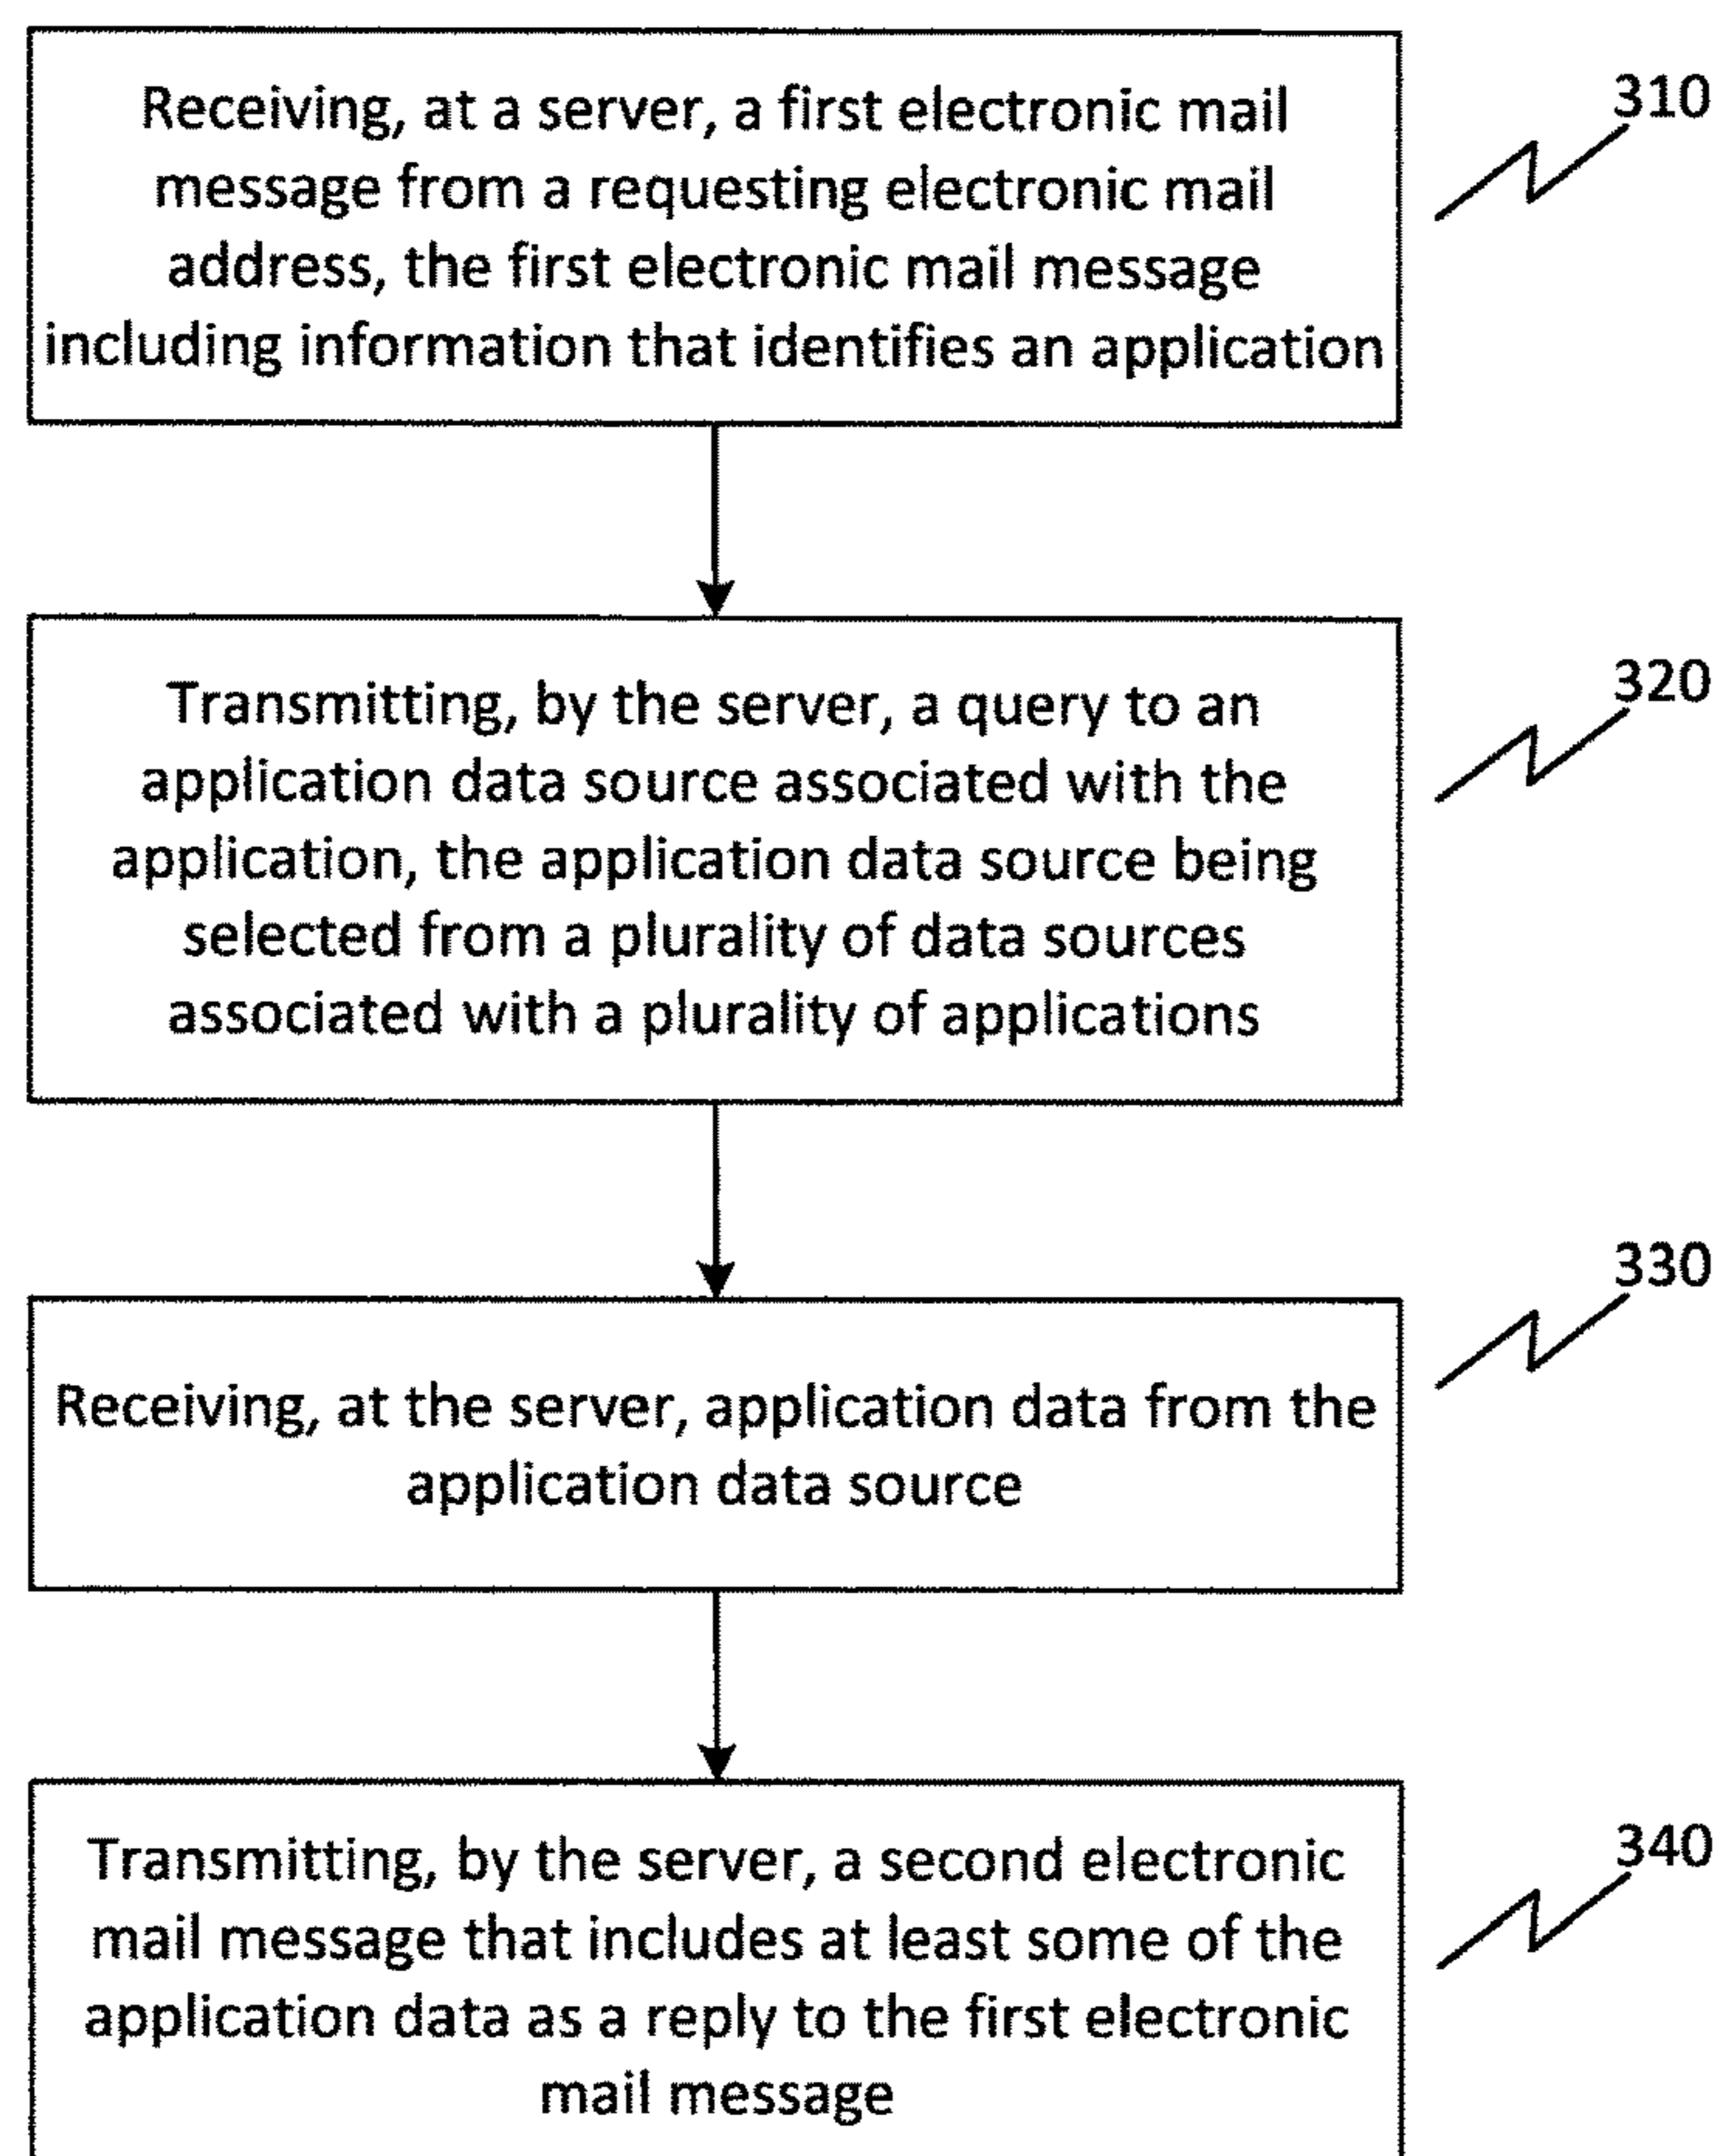 Receiving, at a server, a first electronic mail
message from a requesting electronic mail
address, the first electronic mail message
including information that identifies an application
310
Transmitting, by the server, a query to an
application data source associated with the
application, the application data source being
selected from a plurality of data sources
associated with a plurality of applications
320
Receiving, at the server, application data from the
application data source
330
Transmitting, by the server, a second electronic
mail message that includes at least some of the
application data as a reply to the first electronic
mail message
340